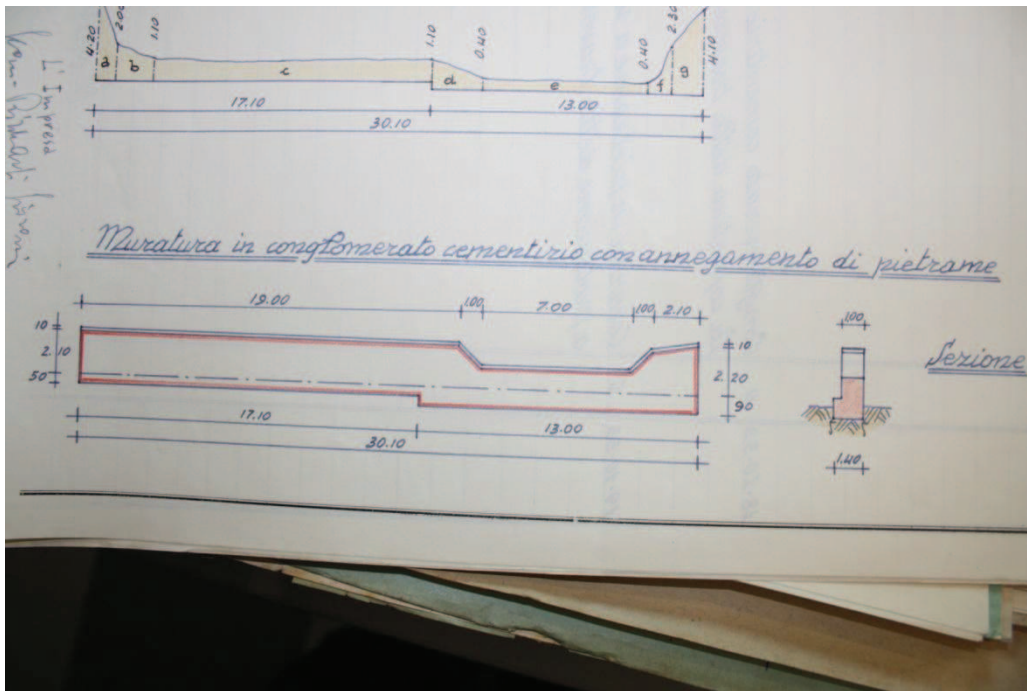 4.20 2.00 1.10 1.10 0.40 0.40 2.30 4.10
a b c d e f g
17.10 13.00
30.10
L'Impresa
Muratura in conglomerato cementizio con annegamento di pietrame
19.00 1.00 7.00 1.00 2.10
10
2.10
50
10
2.20
90
17.10 13.00
30.10
1.00
Sezione
1.40